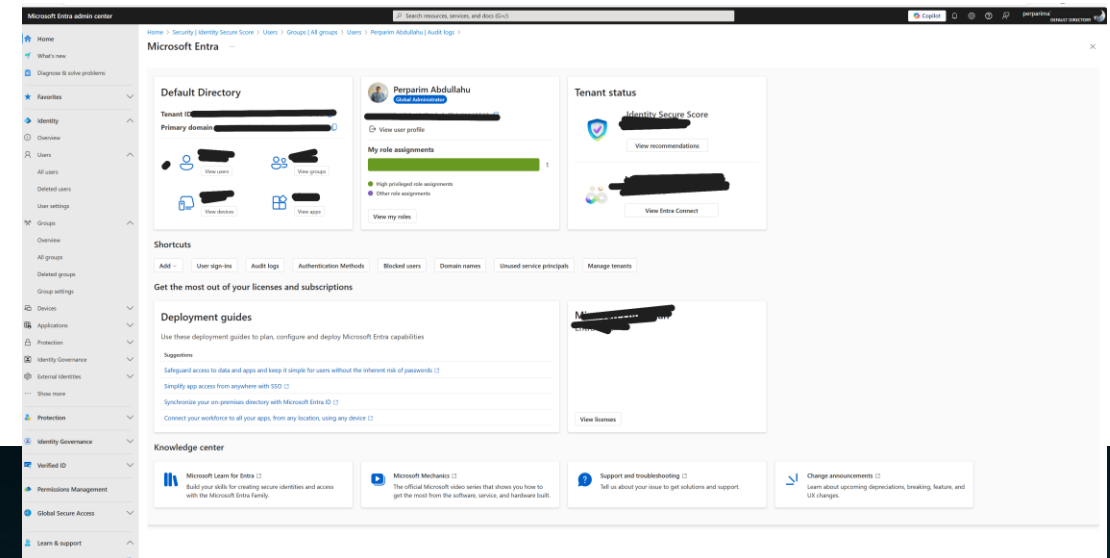 Microsoft Entra admin center
Search resources, services, and docs (G+/)
Copilot
perparima
DEFAULT DIRECTORY
Home
What's new
Diagnose & solve problems
Favorites
Identity
Overview
Users
All users
Deleted users
User settings
Groups
Overview
All groups
Deleted groups
Group settings
Devices
Applications
Protection
Identity Governance
External Identities
Show more
Protection
Identity Governance
Verified ID
Permissions Management
Global Secure Access
Learn & support
Home > Security | Identity Secure Score > Users > Groups | All groups > Users > Perparim Abdullahu | Audit logs >
Microsoft Entra
Default Directory
Tenant ID
Primary domain
View users
View groups
View devices
View apps
Perparim Abdullahu
Global Administrator
View user profile
My role assignments
1
High privileged role assignments
Other role assignments
View my roles
Tenant status
Identity Secure Score
View recommendations
View Entra Connect
Shortcuts
Add
User sign-ins
Audit logs
Authentication Methods
Blocked users
Domain names
Unused service principals
Manage tenants
Get the most out of your licenses and subscriptions
Deployment guides
Use these deployment guides to plan, configure and deploy Microsoft Entra capabilities
Suggestions
Safeguard access to data and apps and keep it simple for users without the inherent risk of passwords
Simplify app access from anywhere with SSO
Synchronize your on-premises directory with Microsoft Entra ID
Connect your workforce to all your apps, from any location, using any device
View licenses
Knowledge center
Microsoft Learn for Entra
Build your skills for creating secure identities and access
with the Microsoft Entra Family.
Microsoft Mechanics
The official Microsoft video series that shows you how to
get the most from the software, service, and hardware built.
Support and troubleshooting
Tell us about your issue to get solutions and support.
Change announcements
Learn about upcoming depreciations, breaking, feature, and
UX changes.